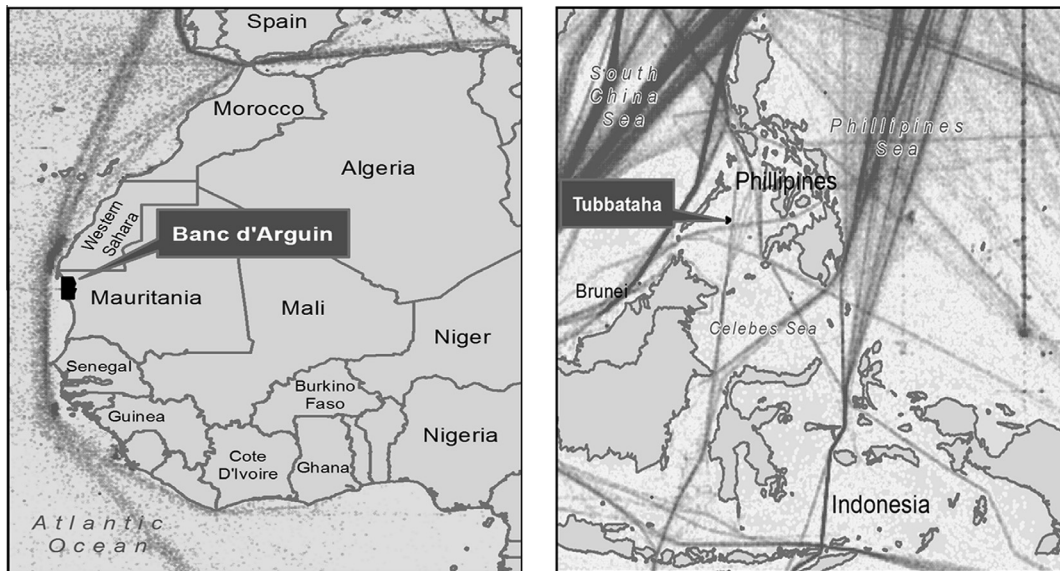 Spain
Morocco
Algeria
Western
Sahara
Banc d'Arguin
Mauritania
Mali
Niger
Senegal
Burkino
Faso
Guinea
Nigeria
Cote
D'Ivoire
Ghana
Atlantic
Ocean
South
China
Sea
Phillipines
Sea
Phillipines
Tubbataha
Brunei
Celebes Sea
Indonesia